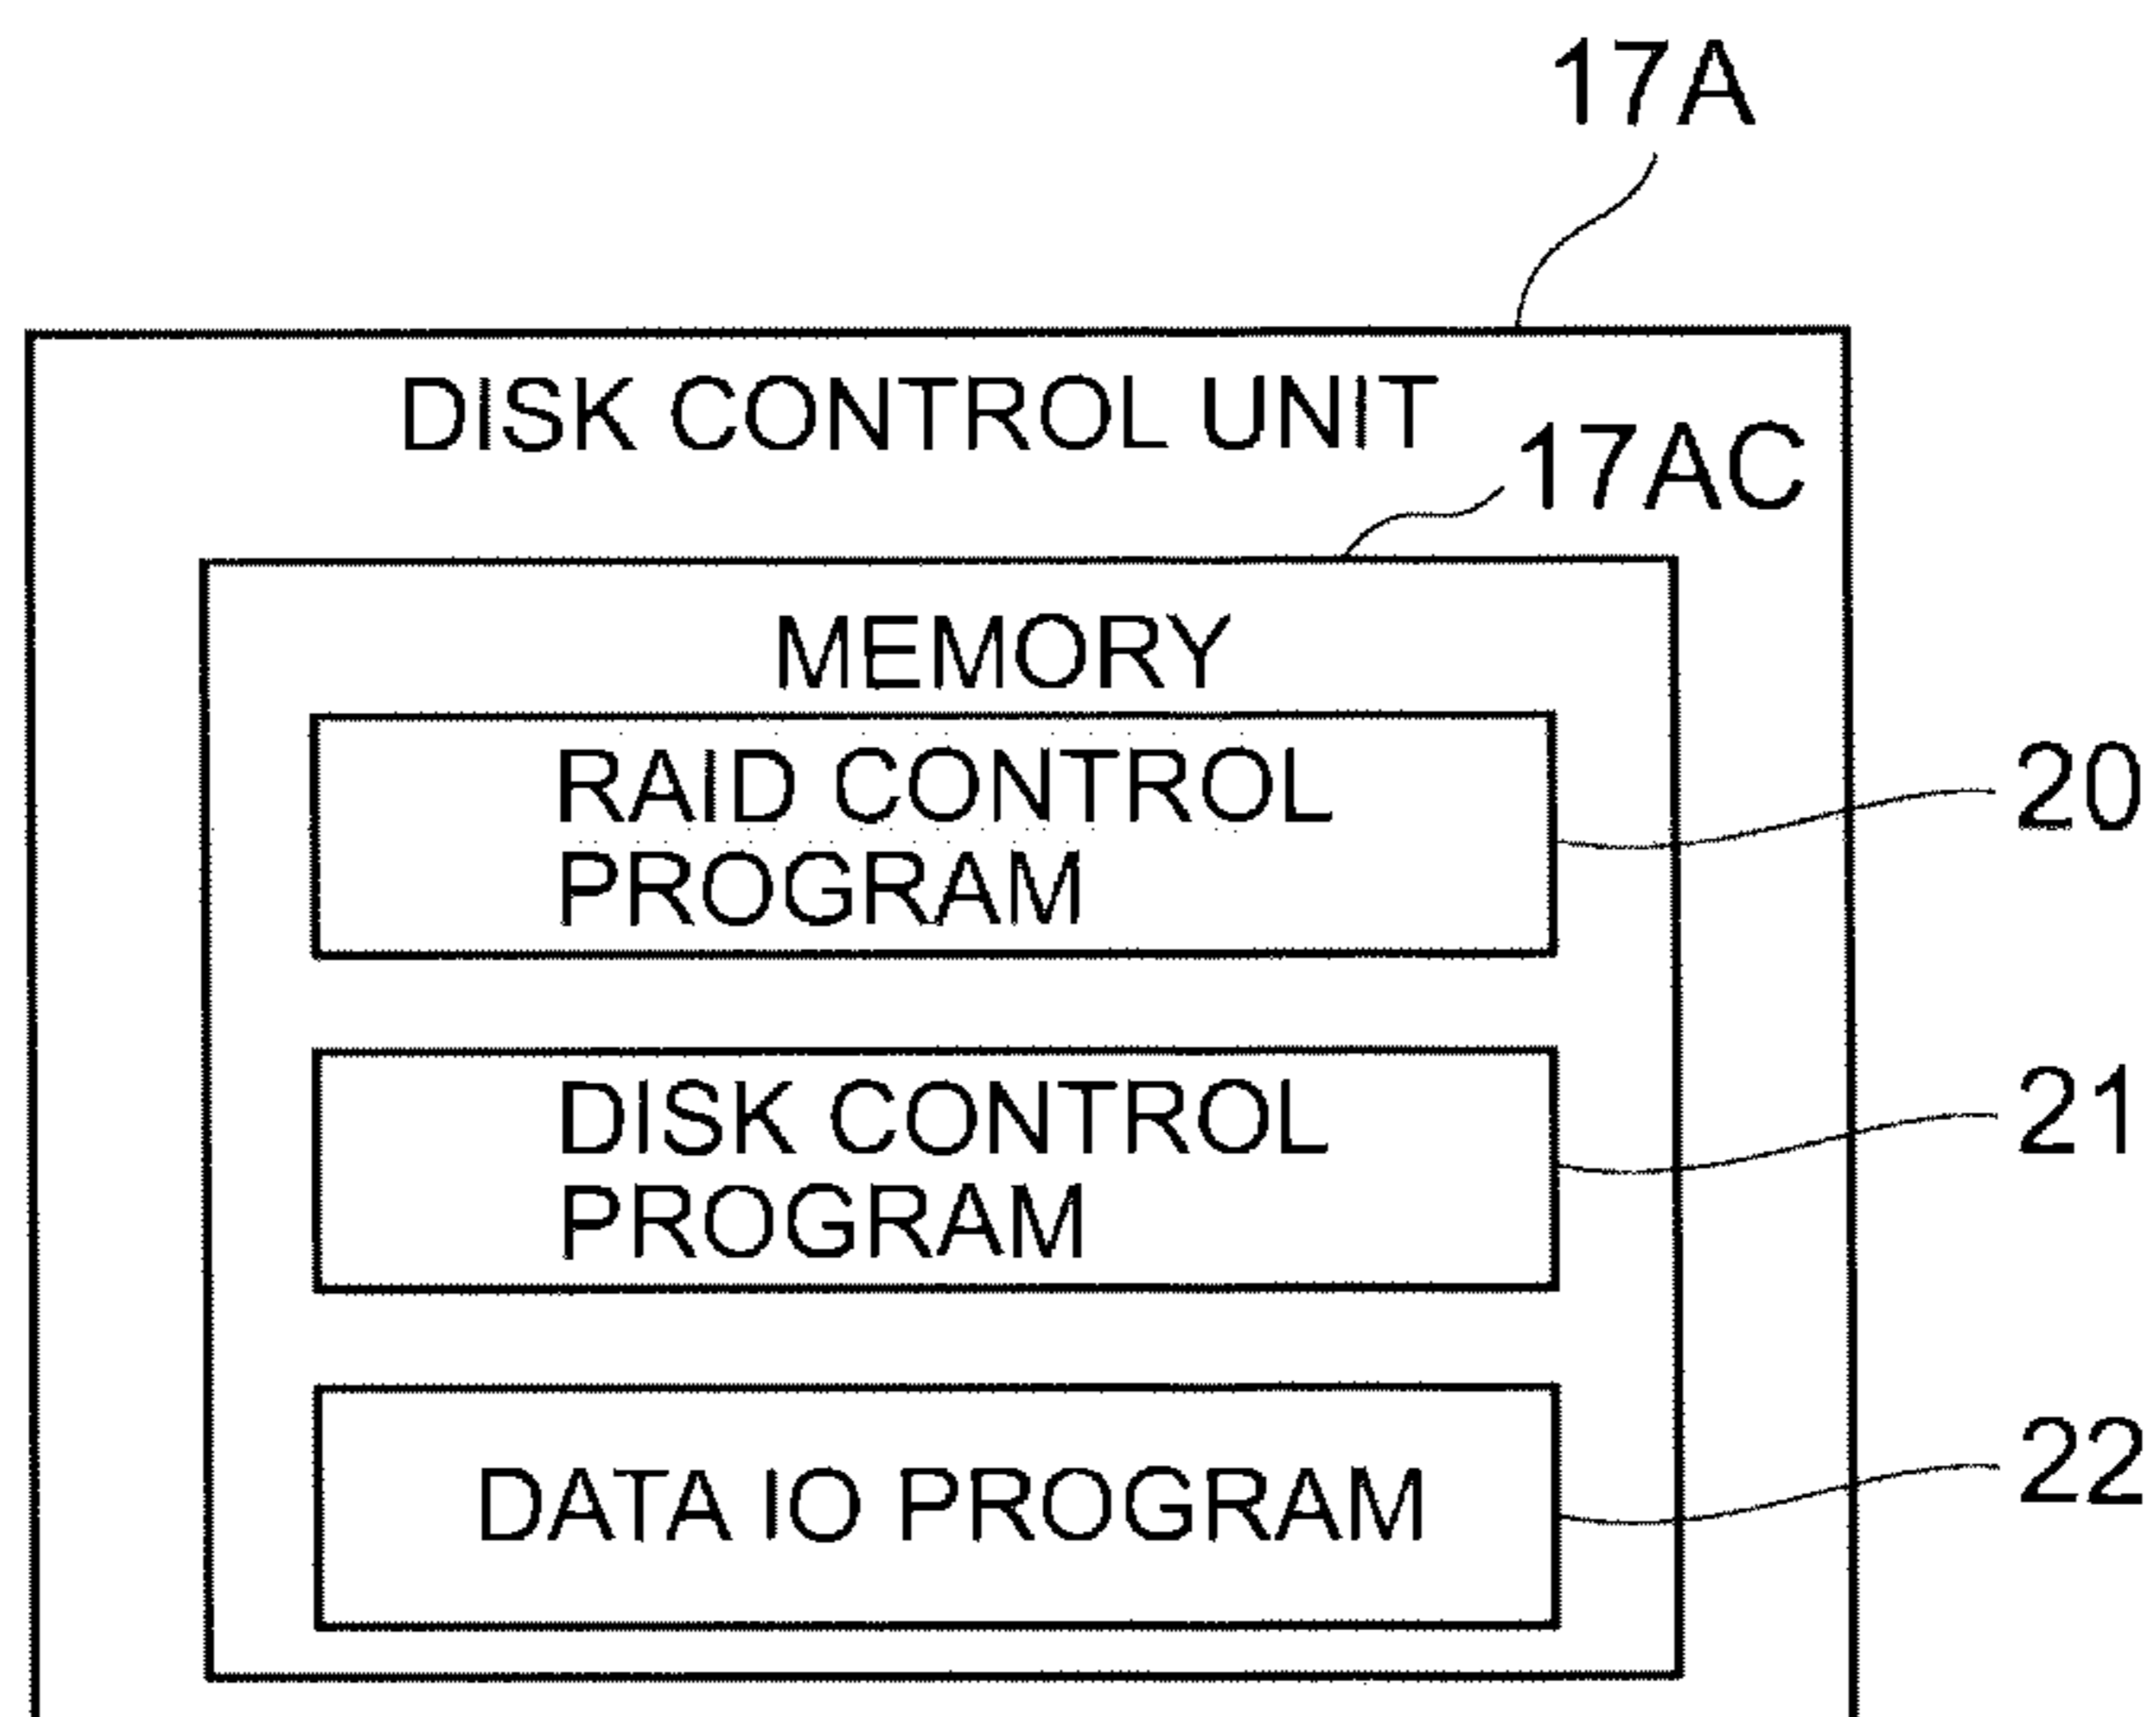 17A
DISK CONTROL UNIT
17AC
MEMORY
RAID CONTROL
PROGRAM
20
DISK CONTROL
PROGRAM
21
DATA IO PROGRAM
22